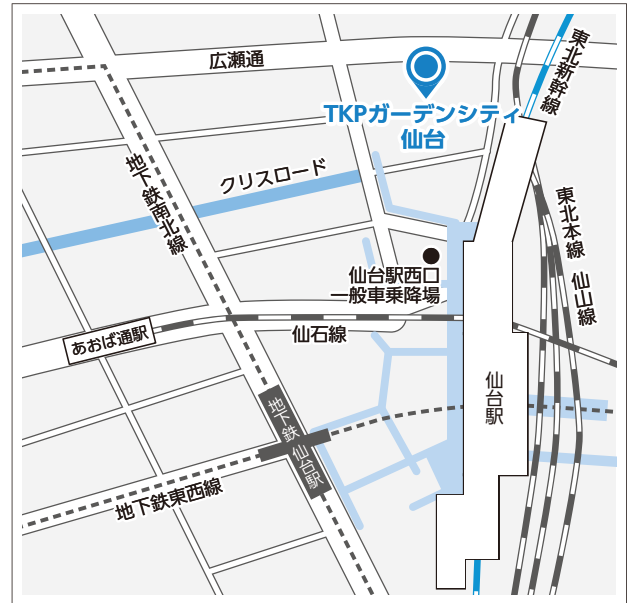 広瀬通
東北新幹線
TKPガーデンシティ
仙台
地下鉄南北線
クリスロード
東北本線
仙山線
仙台駅西口
一般車乗降場
あおば通駅
仙石線
仙台駅
地下鉄仙台駅
地下鉄東西線